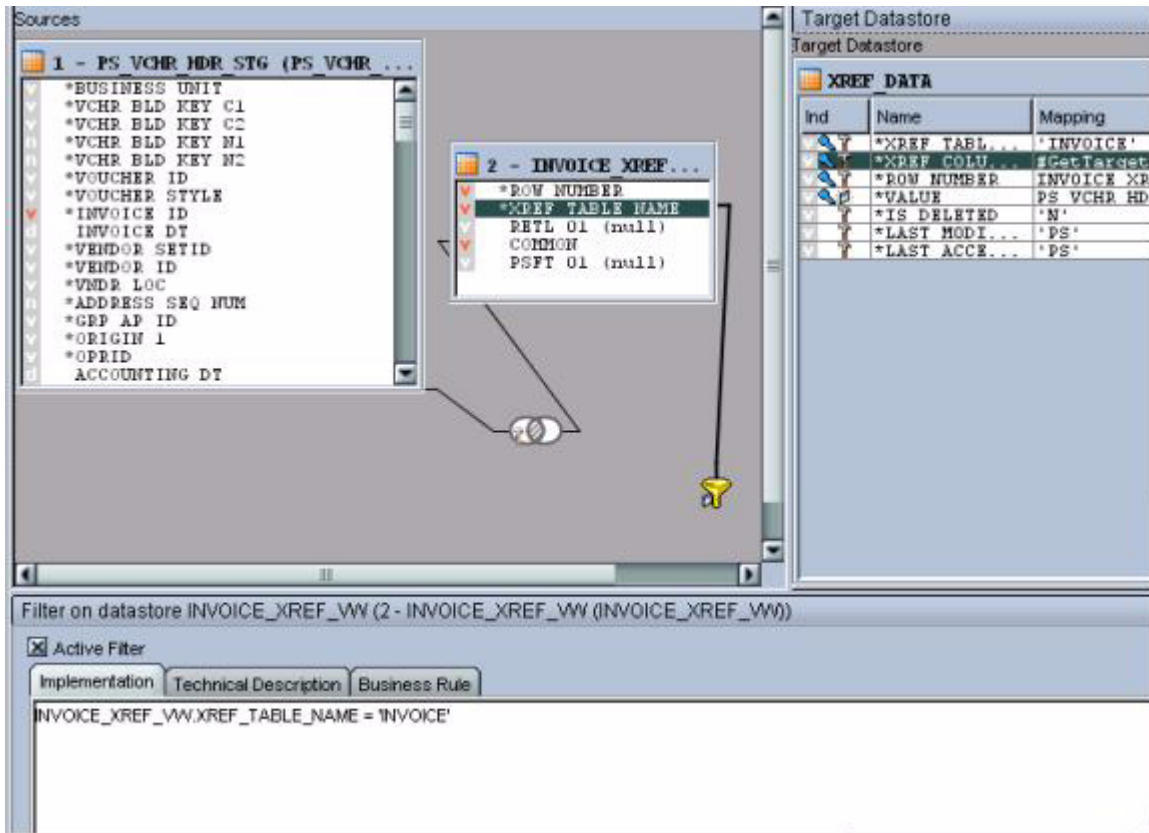 Sources
1 - PS_VCHR_HDR_STG (PS_VCHR_...
*BUSINESS UNIT
*VCHR BLD KEY C1
*VCHR BLD KEY C2
*VCHR BLD KEY N1
*VCHR BLD KEY N2
*VOUCHER ID
*VOUCHER STYLE
*INVOICE ID
INVOICE DT
*VENDOR SETID
*VENDOR ID
*VNDR LOC
*ADDRESS SEQ NUM
*GRP AP ID
*ORIGIN 1
*OPRID
ACCOUNTING DT
2 - INVOICE_XREF...
*ROW NUMBER
*XREF TABLE NAME
RETL 01 (null)
COMMON
PSFT 01 (null)
Target Datastore
Target Datastore
XREF_DATA
Ind Name Mapping
*XREF TABL... 'INVOICE'
*XREF COLU... #GetTarget
*ROW NUMBER INVOICE XR
*VALUE PS VCHR HD
*IS DELETED 'N'
*LAST MODI... 'PS'
*LAST ACCE... 'PS'
Filter on datastore INVOICE_XREF_VW (2 - INVOICE_XREF_VW (INVOICE_XREF_VW))
Active Filter
Implementation Technical Description Business Rule
INVOICE_XREF_VW.XREF_TABLE_NAME = 'INVOICE'